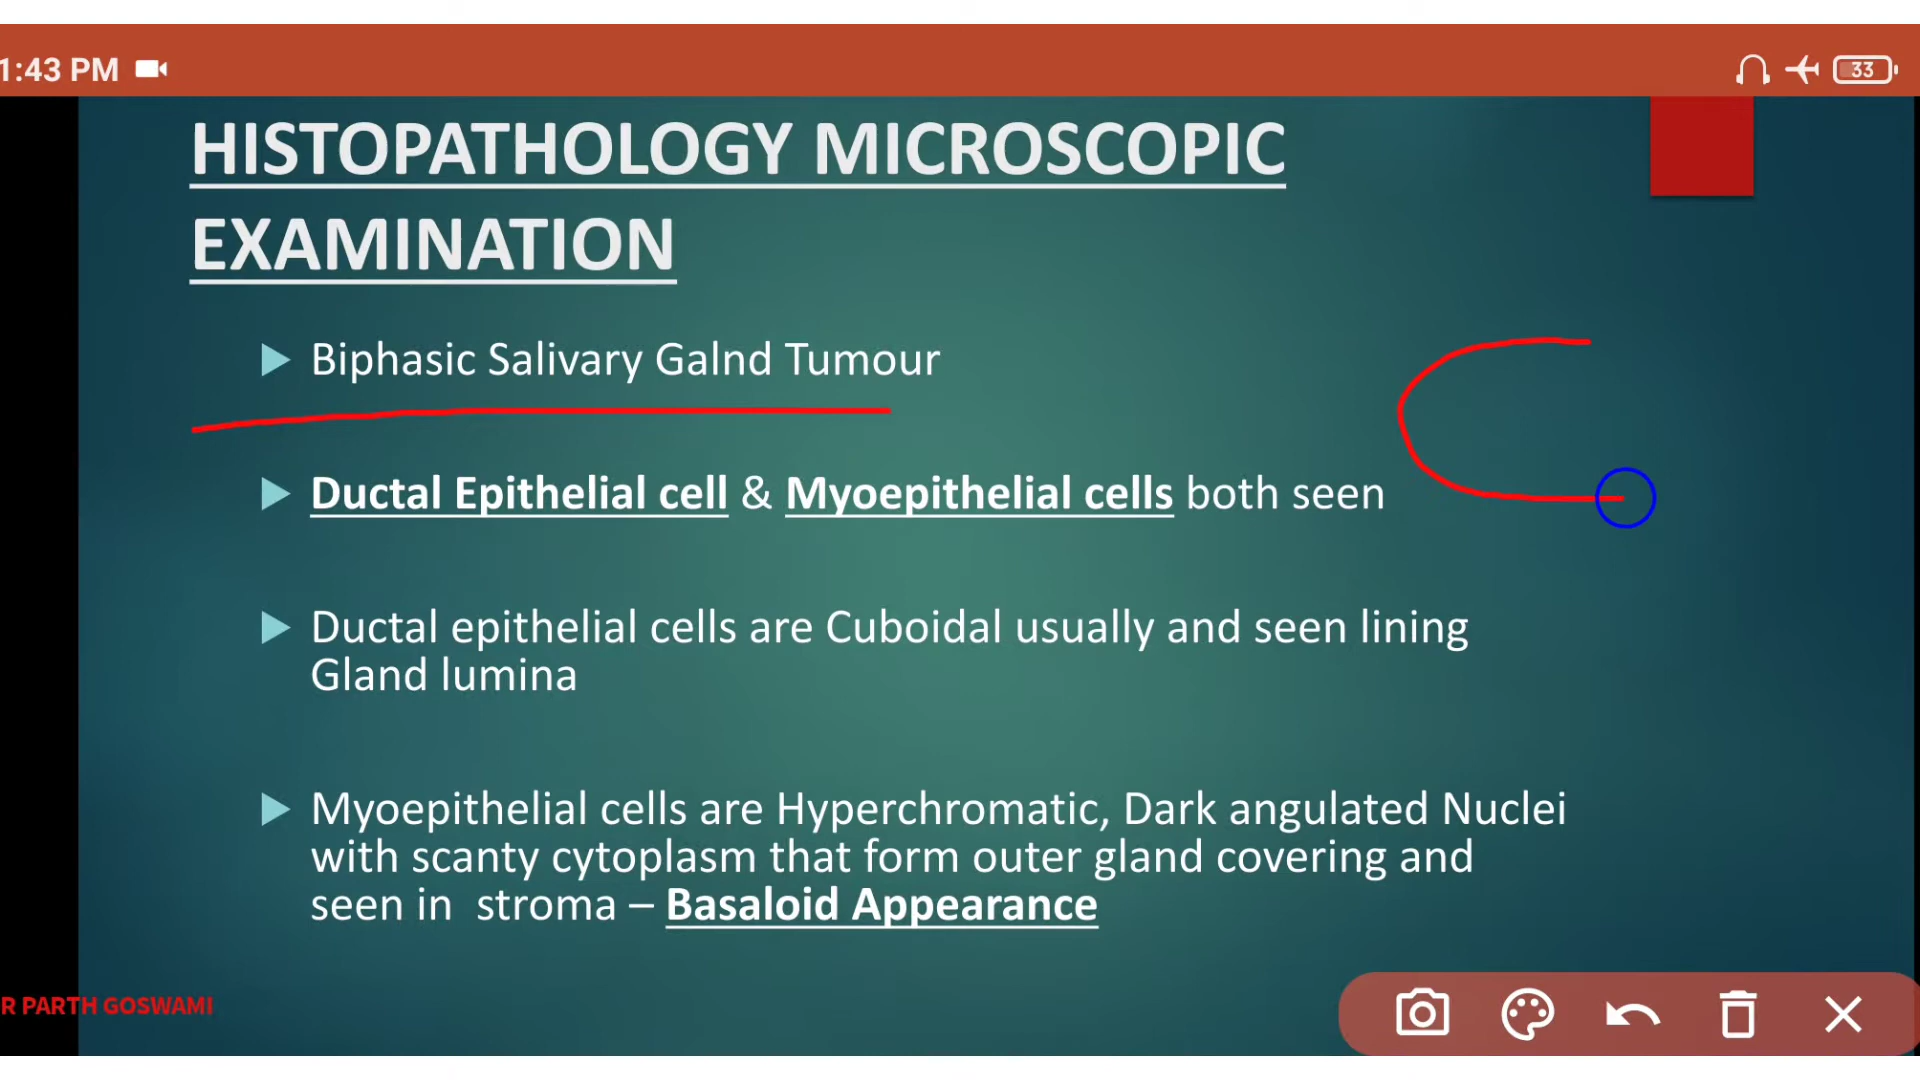 1:43 PM
33
HISTOPATHOLOGY MICROSCOPIC
EXAMINATION
Biphasic Salivary Galnd Tumour
Ductal Epithelial cell & Myoepithelial cells both seen
Ductal epithelial cells are Cuboidal usually and seen lining
Gland lumina
Myoepithelial cells are Hyperchromatic, Dark angulated Nuclei
with scanty cytoplasm that form outer gland covering and
seen in stroma – Basaloid Appearance
R PARTH GOSWAMI